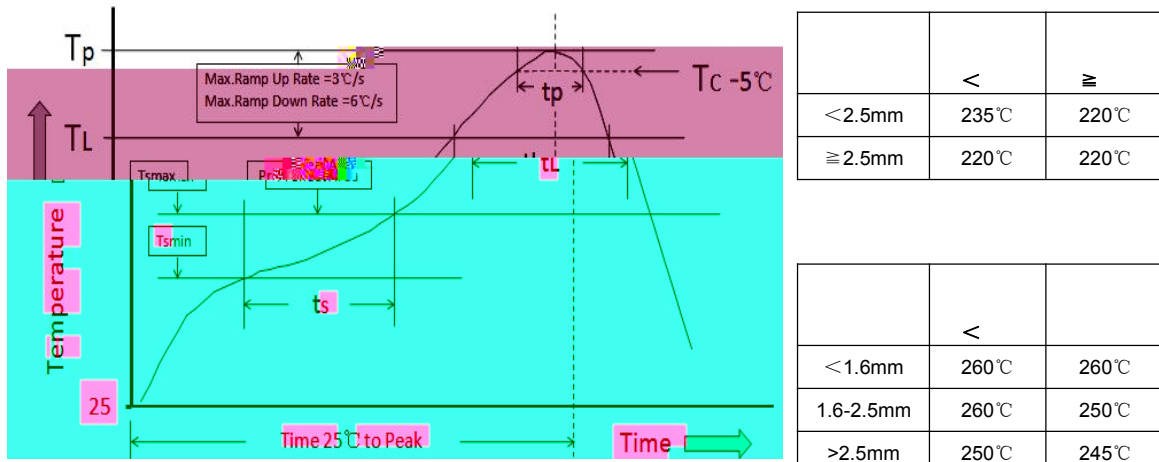 Tp
Max.Ramp Up Rate =3℃/s
Max.Ramp Down Rate =6℃/s
TC -5℃
tp
TL
tL
Tsmax
Tsmin
ts
Temperature
25
Time 25℃ to Peak
Time
< ≧
<2.5mm 235℃ 220℃
≧2.5mm 220℃ 220℃
<
<1.6mm 260℃ 260℃
1.6-2.5mm 260℃ 250℃
>2.5mm 250℃ 245℃